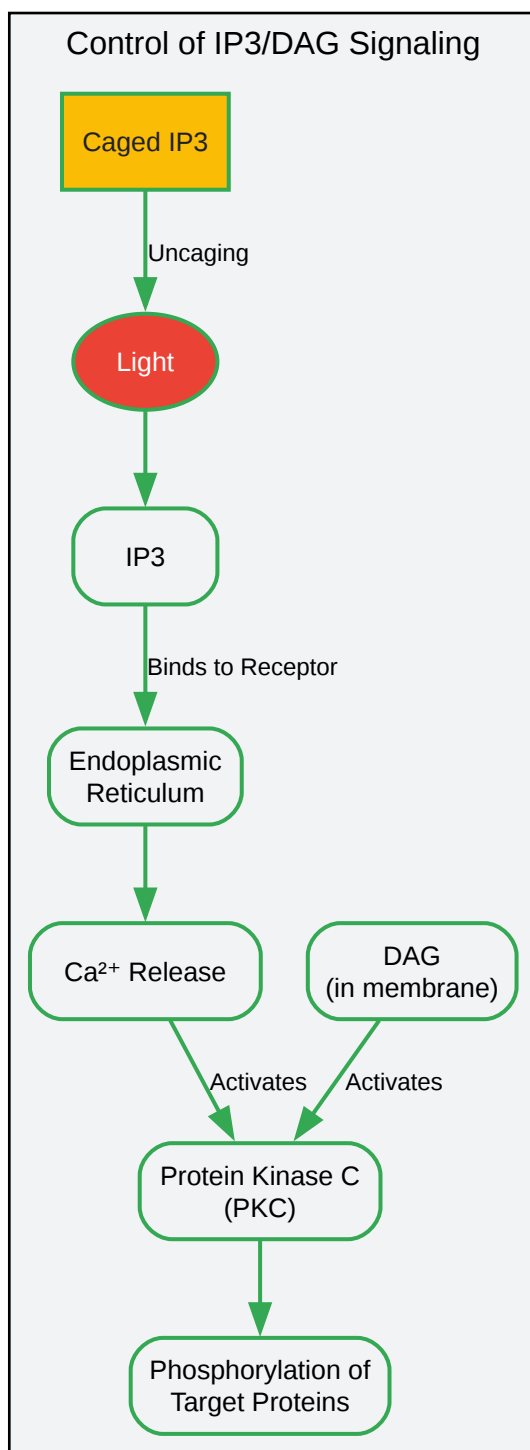 Control of IP3/DAG Signaling
Caged IP3
Uncaging
Light
IP3
Binds to Receptor
Endoplasmic
Reticulum
Ca²⁺ Release
DAG
(in membrane)
Activates
Activates
Protein Kinase C
(PKC)
Phosphorylation of
Target Proteins